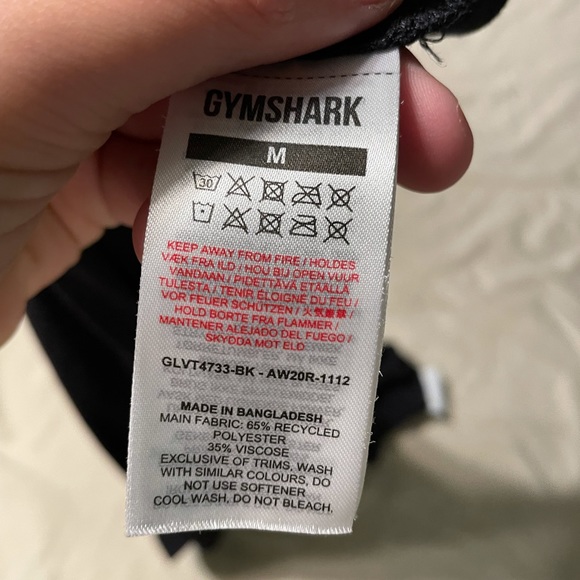 GYMSHARK
M
30
KEEP AWAY FROM FIRE / HOLDES
VÆK FRA ILD / HOU BIJ OPEN VUUR
VANDAAN / PIDETTÄVÄ ETÄÄLLÄ
TULESTA / TENIR ÉLOIGNÉ DU FEU /
VOR FEUER SCHÜTZEN / 火気厳禁 /
HOLD BORTE FRA FLAMMER /
MANTENER ALEJADO DEL FUEGO /
SKYDDA MOT ELD
GLVT4733-BK - AW20R-1112
MADE IN BANGLADESH
MAIN FABRIC: 65% RECYCLED
POLYESTER
35% VISCOSE
EXCLUSIVE OF TRIMS, WASH
WITH SIMILAR COLOURS, DO
NOT USE SOFTENER
COOL WASH, DO NOT BLEACH,